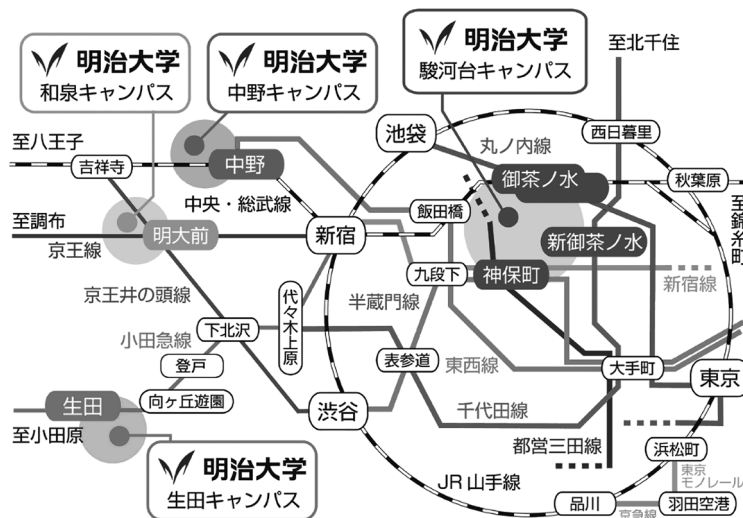 明治大学
和泉キャンパス
明治大学
中野キャンパス
明治大学
駿河台キャンパス
至北千住
至八王子
吉祥寺
中野
池袋
丸ノ内線
西日暮里
御茶ノ水
秋葉原
中央・総武線
飯田橋
至錦糸町
至調布
京王線
明大前
新宿
新御茶ノ水
九段下
神保町
新宿線
京王井の頭線
代々木上原
半蔵門線
小田急線
下北沢
登戸
表参道
東西線
大手町
東京
生田
向ヶ丘遊園
渋谷
千代田線
至小田原
都営三田線
浜松町
明治大学
生田キャンパス
JR山手線
東京
モノレール
品川
京急線
羽田空港